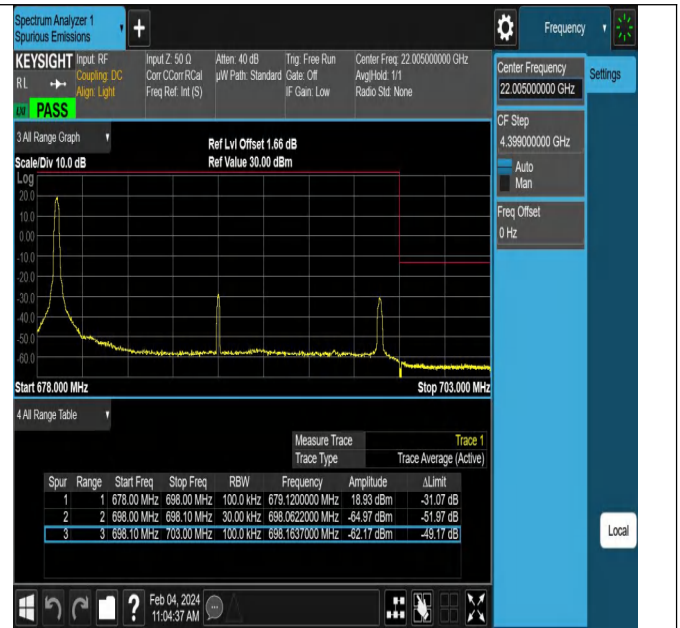 Spectrum Analyzer 1
Spurious Emissions
Frequency
KEYSIGHT Input: RF Input Z: 50 Ω Atten: 40 dB Trig: Free Run Center Freq: 22.005000000 GHz
RL Coupling: DC Corr CCorr RCal µW Path: Standard Gate: Off Avg|Hold: 1/1
Align: Light Freq Ref: Int (S) IF Gain: Low Radio Std: None
PASS
Center Frequency
22.005000000 GHz
Settings
CF Step
4.399000000 GHz
Auto
Man
Freq Offset
0 Hz
3 All Range Graph
Ref Lvl Offset 1.66 dB
Scale/Div 10.0 dB Ref Value 30.00 dBm
Log
20.0
10.0
0.00
-10.0
-20.0
-30.0
-40.0
-50.0
-60.0
Start 678.000 MHz Stop 703.000 MHz
4 All Range Table
Measure Trace Trace 1
Trace Type Trace Average (Active)
Spur Range Start Freq Stop Freq RBW Frequency Amplitude ΔLimit
1 1 678.00 MHz 698.00 MHz 100.0 kHz 679.1200000 MHz 18.93 dBm -31.07 dB
2 2 698.00 MHz 698.10 MHz 30.00 kHz 698.0622000 MHz -64.97 dBm -51.97 dB
3 3 698.10 MHz 703.00 MHz 100.0 kHz 698.1637000 MHz -62.17 dBm -49.17 dB
Local
Feb 04, 2024
11:04:37 AM